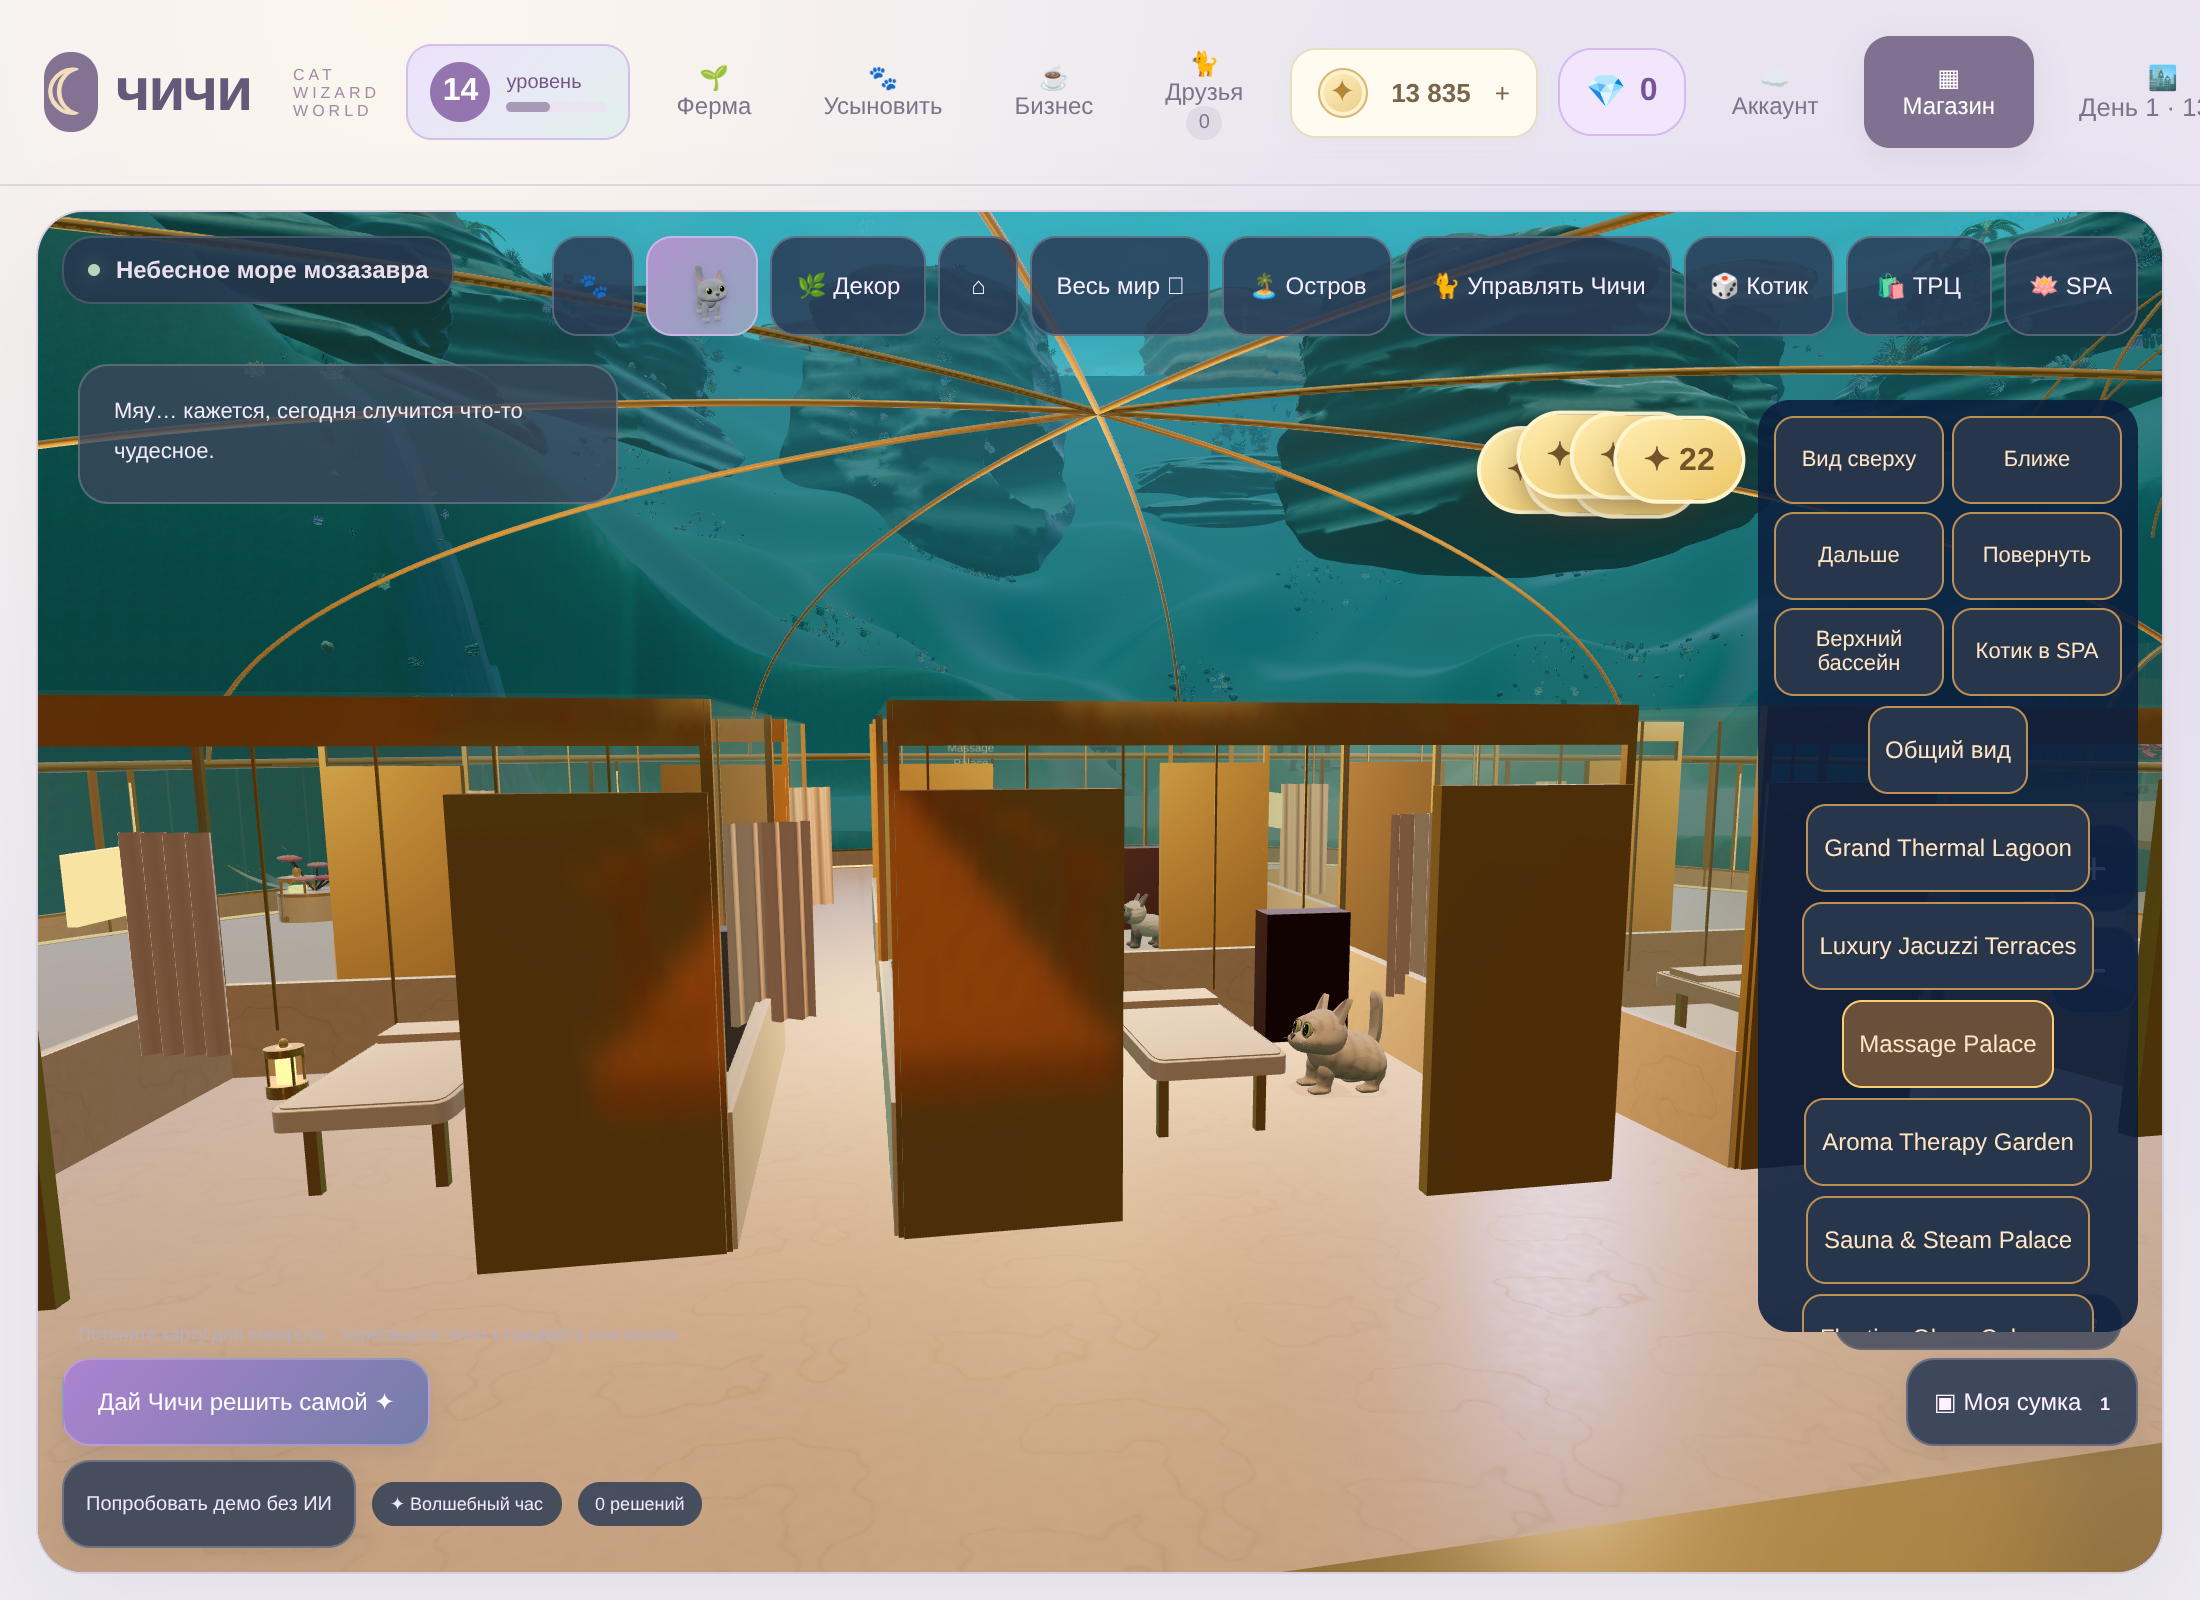 чичи
CAT
WIZARD
WORLD
14
уровень
Ферма
Усыновить
Бизнес
Друзья
0
13 835 +
0
Аккаунт
Магазин
День 1 · 13
Небесное море мозазавра
Декор
Весь мир
Остров
Управлять Чичи
Котик
ТРЦ
SPA
Мяу… кажется, сегодня случится что-то
чудесное.
22
Вид сверху
Ближе
Дальше
Повернуть
Верхний
бассейн
Котик в SPA
Общий вид
Grand Thermal Lagoon
Luxury Jacuzzi Terraces
Massage Palace
Aroma Therapy Garden
Sauna & Steam Palace
Massage
Palace
Дай Чичи решить самой ✦
Моя сумка 1
Попробовать демо без ИИ
✦ Волшебный час
0 решений